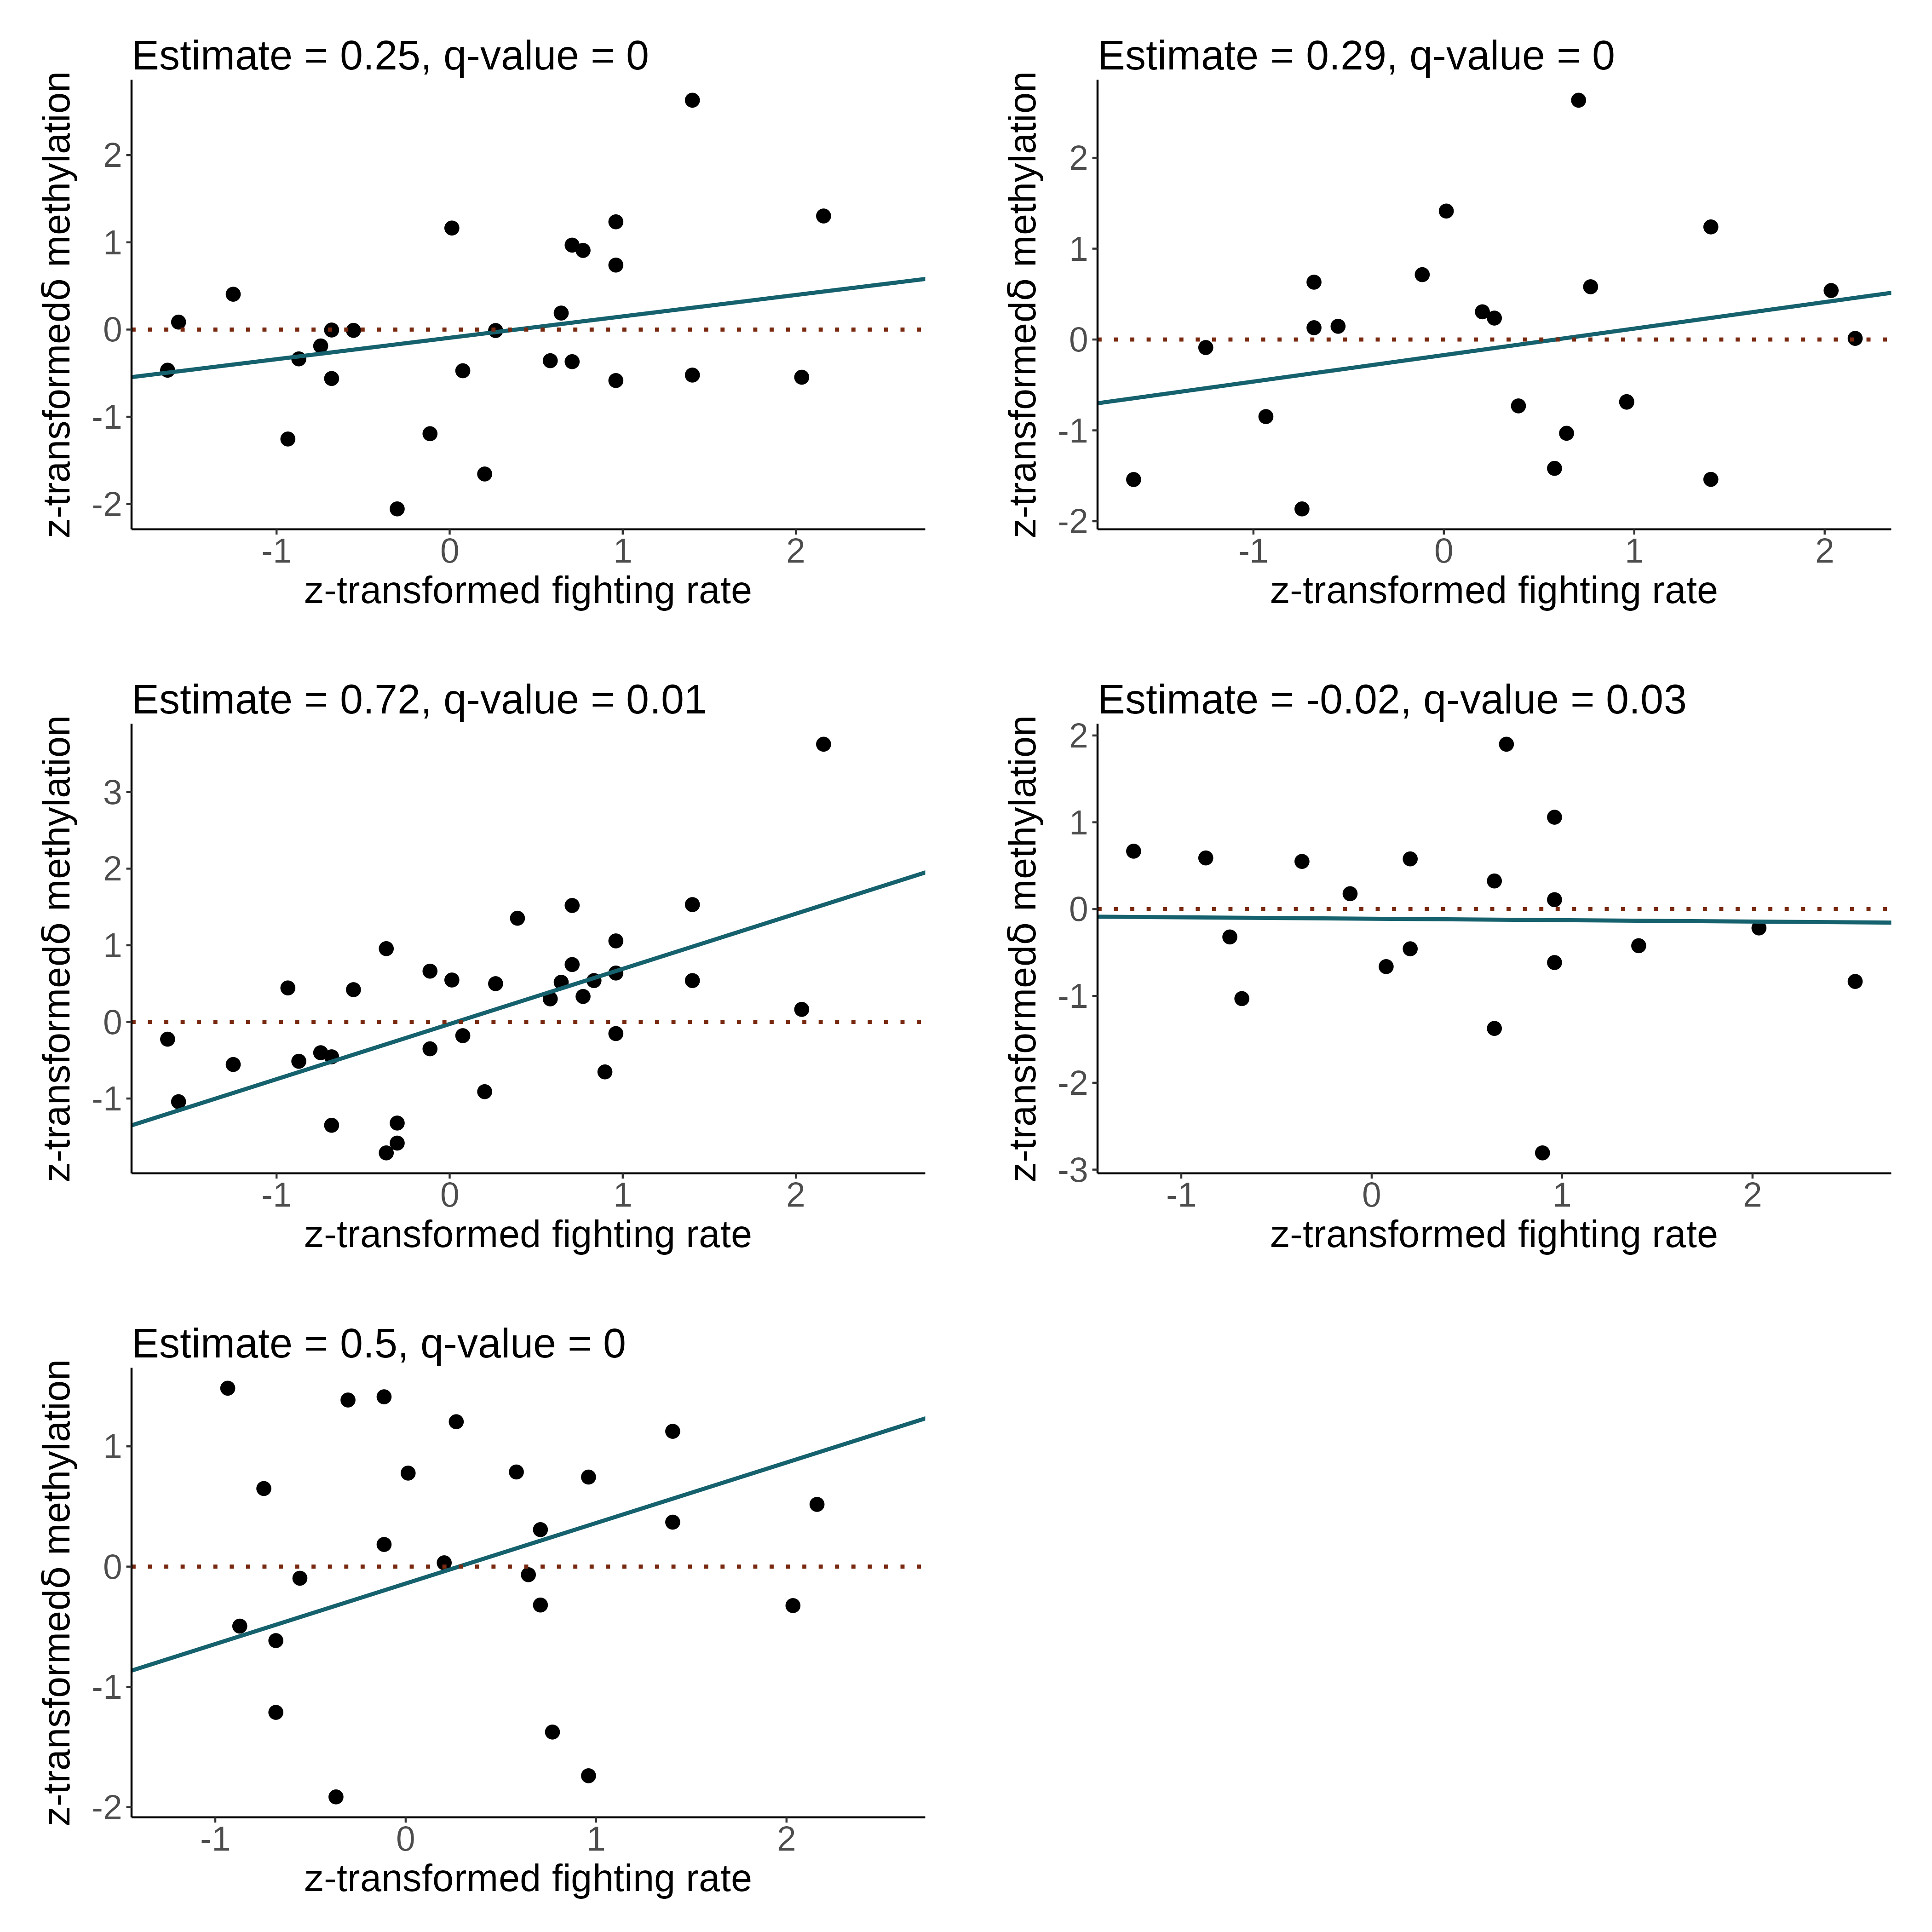 Estimate = 0.25, q-value = 0
z-transformedδ methylation
2
1
0
-1
-2
-1 0 1 2
z-transformed fighting rate
Estimate = 0.29, q-value = 0
z-transformedδ methylation
2
1
0
-1
-2
-1 0 1 2
z-transformed fighting rate
Estimate = 0.72, q-value = 0.01
z-transformedδ methylation
3
2
1
0
-1
-1 0 1 2
z-transformed fighting rate
Estimate = -0.02, q-value = 0.03
z-transformedδ methylation
2
1
0
-1
-2
-3
-1 0 1 2
z-transformed fighting rate
Estimate = 0.5, q-value = 0
z-transformedδ methylation
1
0
-1
-2
-1 0 1 2
z-transformed fighting rate